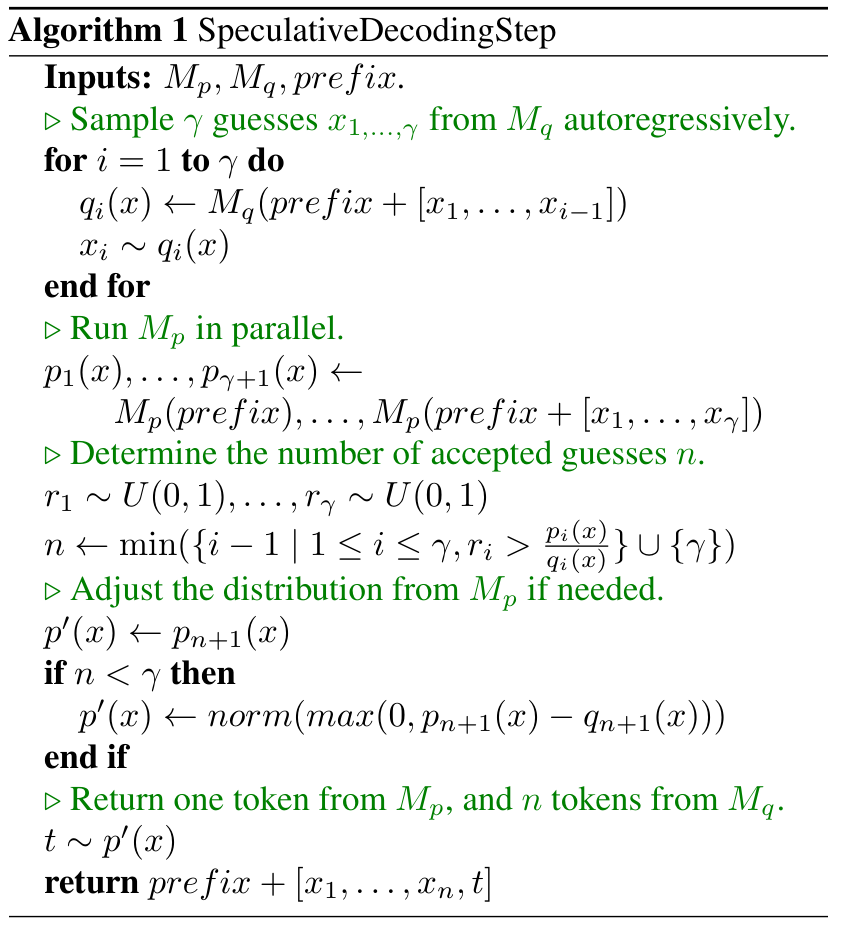 Algorithm 1 SpeculativeDecodingStep
Inputs: M_p, M_q, prefix.
▷ Sample γ guesses x_{1,...,γ} from M_q autoregressively.
for i = 1 to γ do
q_i(x) ← M_q(prefix + [x_1, . . . , x_{i−1}])
x_i ∼ q_i(x)
end for
▷ Run M_p in parallel.
p_1(x), . . . , p_{γ+1}(x) ←
M_p(prefix), . . . , M_p(prefix + [x_1, . . . , x_γ])
▷ Determine the number of accepted guesses n.
r_1 ∼ U(0, 1), . . . , r_γ ∼ U(0, 1)
n ← min({i − 1 | 1 ≤ i ≤ γ, r_i > p_i(x)/q_i(x)} ∪ {γ})
▷ Adjust the distribution from M_p if needed.
p′(x) ← p_{n+1}(x)
if n < γ then
p′(x) ← norm(max(0, p_{n+1}(x) − q_{n+1}(x)))
end if
▷ Return one token from M_p, and n tokens from M_q.
t ∼ p′(x)
return prefix + [x_1, . . . , x_n, t]